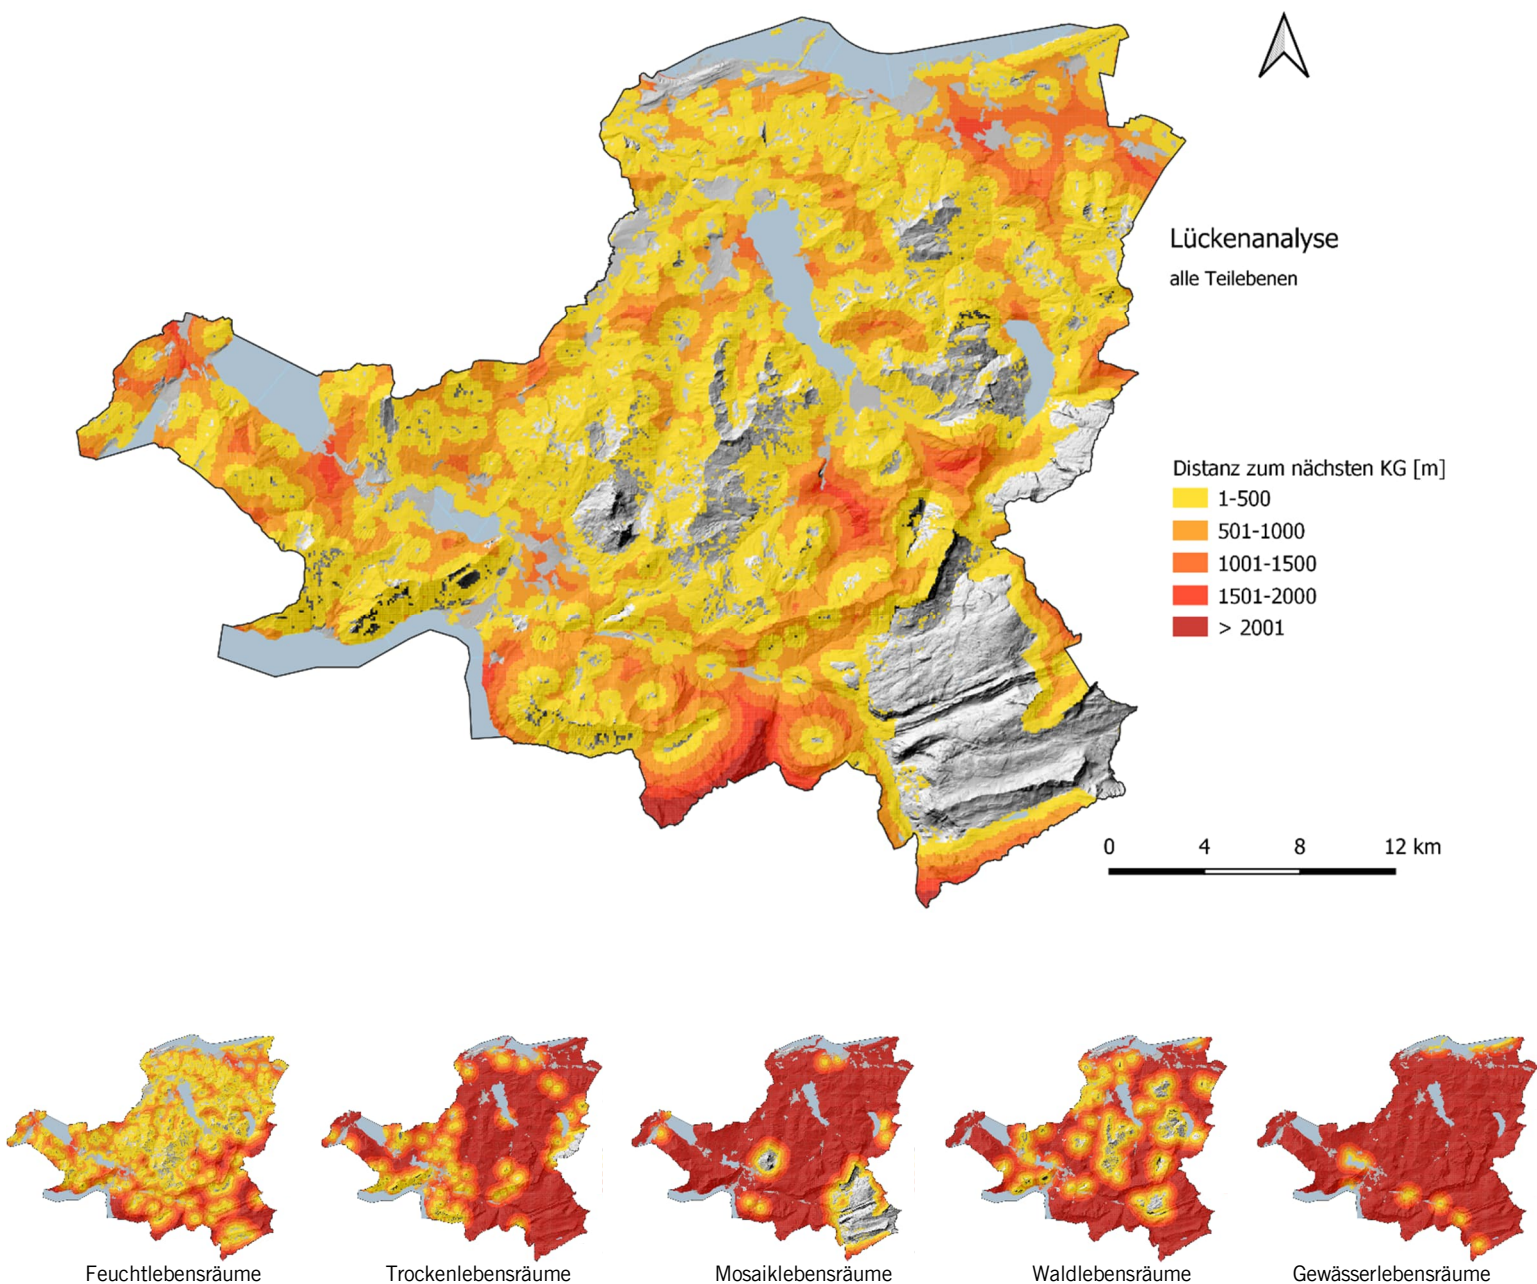 Lückenanalyse
alle Teilebenen
Distanz zum nächsten KG [m]
1-500
501-1000
1001-1500
1501-2000
> 2001
0 4 8 12 km
Feuchtlebensräume Trockenlebensräume Mosaiklebensräume Waldlebensräume Gewässerlebensräume